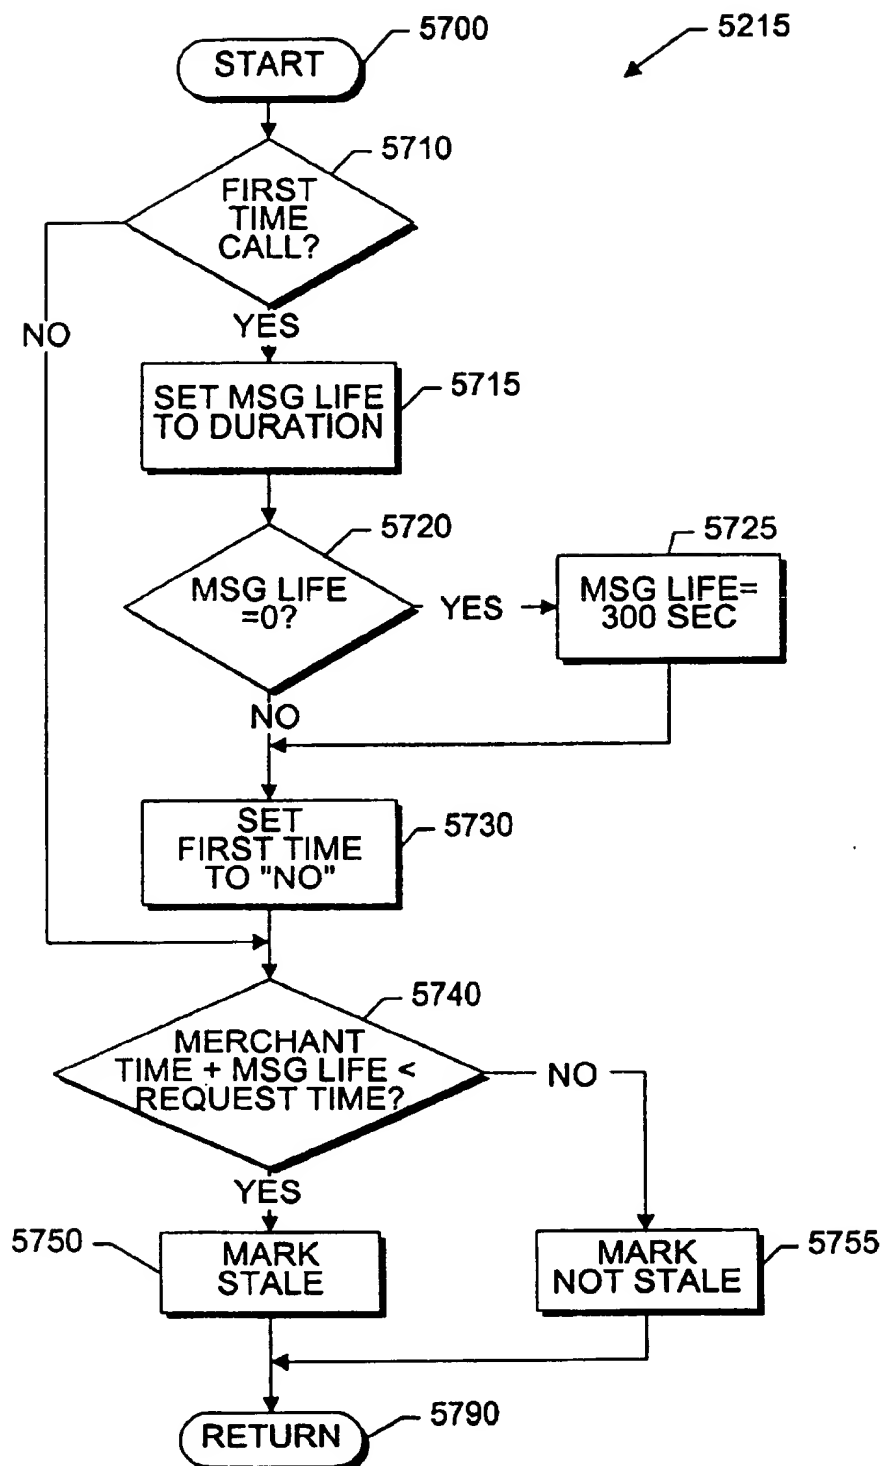 5700
5215
START
5710
FIRST
TIME
CALL?
NO
YES
5715
SET MSG LIFE
TO DURATION
5720
5725
MSG LIFE
=0?
YES
MSG LIFE=
300 SEC
NO
5730
SET
FIRST TIME
TO "NO"
5740
MERCHANT
TIME + MSG LIFE <
REQUEST TIME?
NO
YES
5750
MARK
STALE
MARK
NOT STALE
5755
5790
RETURN